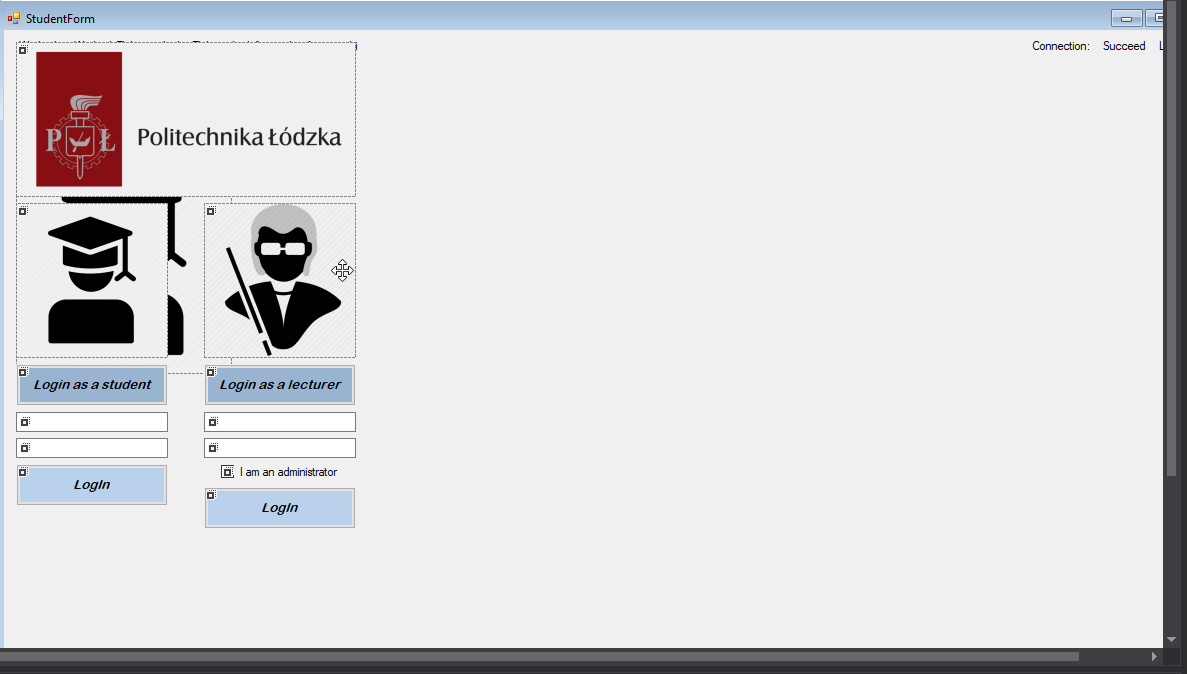 StudentForm
Connection: Succeed
P Ł
Politechnika Łódzka
Login as a student
Login as a lecturer
I am an administrator
LogIn
LogIn